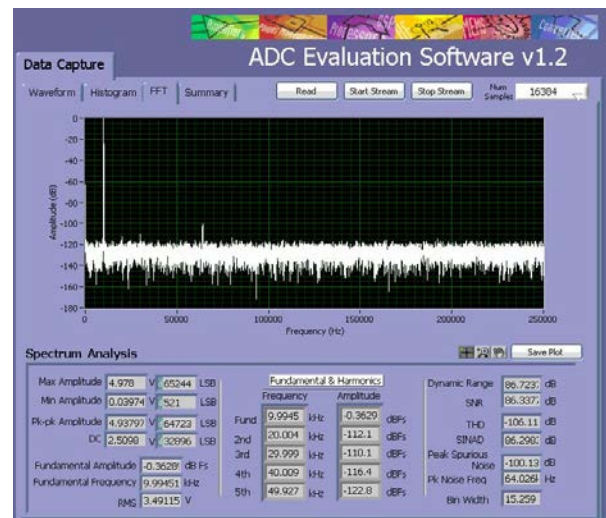 ADC Evaluation Software v1.2
Data Capture
Waveform Histogram FFT Summary Read Start Stream Stop Stream Num Samples 16384
0
-20
-40
-60
-80
-100
-120
-140
-160
-180
Amplitude (dB)
0 50000 100000 150000 200000 250000
Frequency (Hz)
Spectrum Analysis Save Plot
Max Amplitude 4.978 V 65244 LSB
Min Amplitude 0.03974 V 521 LSB
Pk-pk Amplitude 4.93797 V 64723 LSB
DC 2.5098 V 32896 LSB
Fundamental Amplitude -0.3628 dB Fs
Fundamental Frequency 9.99451 kHz
RMS 3.49115 V
Fundamental & Harmonics
Frequency Amplitude
Fund 9.9945 kHz -0.3629 dBFs
2nd 20.004 kHz -112.1 dBFs
3rd 29.999 kHz -110.1 dBFs
4th 40.009 kHz -116.4 dBFs
5th 49.927 kHz -122.8 dBFs
Dynamic Range 86.723 dB
SNR 86.337 dB
THD -106.11 dB
SINAD 86.290 dB
Peak Spurious Noise -100.13 dB
Pk Noise Freq 64.026 Hz
Bin Width 15.259